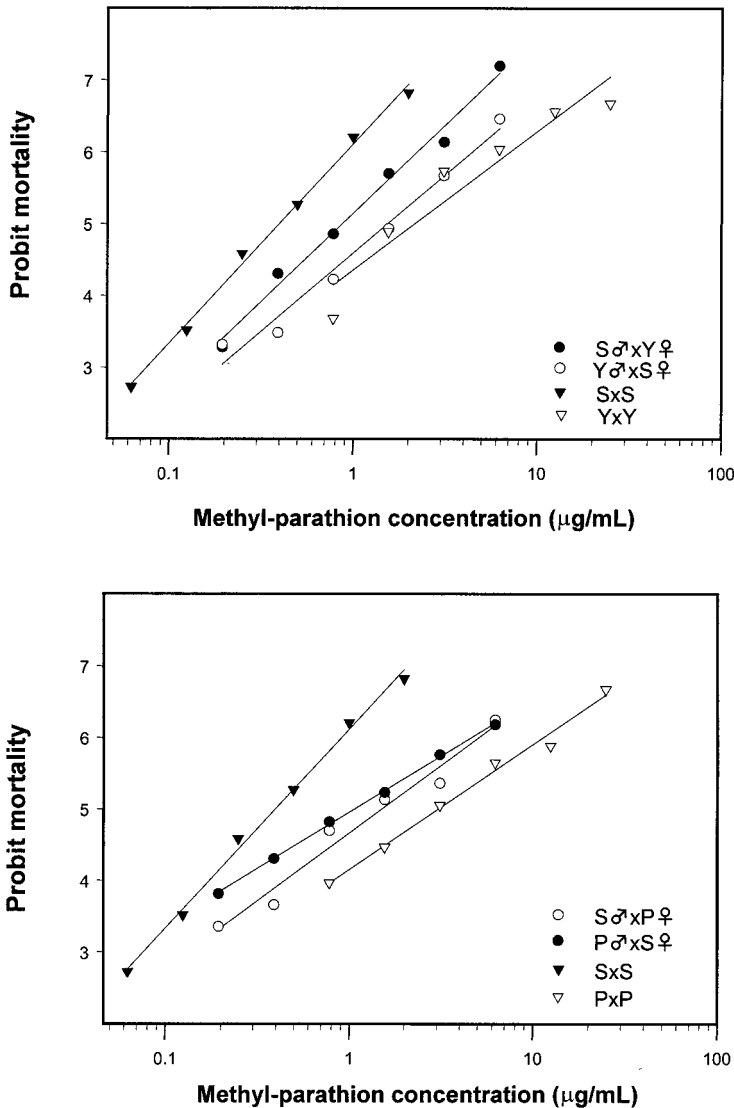 Probit mortality
7
6
5
4
3
S♂xY♀
Y♂xS♀
SxS
YxY
0.1 1 10 100
Methyl-parathion concentration (μg/mL)
Probit mortality
7
6
5
4
3
S♂xP♀
P♂xS♀
SxS
PxP
0.1 1 10 100
Methyl-parathion concentration (μg/mL)